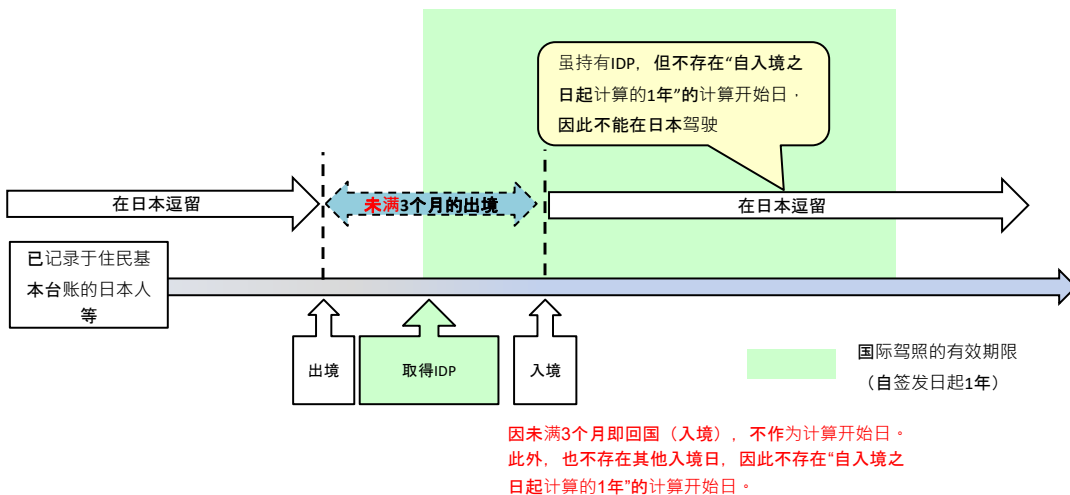 虽持有IDP，但不存在“自入境之
日起计算的1年”的计算开始日，
因此不能在日本驾驶
在日本逗留
未满3个月的出境
在日本逗留
已记录于住民基
本台账的日本人
等
出境
取得IDP
入境
国际驾照的有效期限
（自签发日起1年）
因未满3个月即回国（入境），不作为计算开始日。
此外，也不存在其他入境日，因此不存在“自入境之
日起计算的1年”的计算开始日。